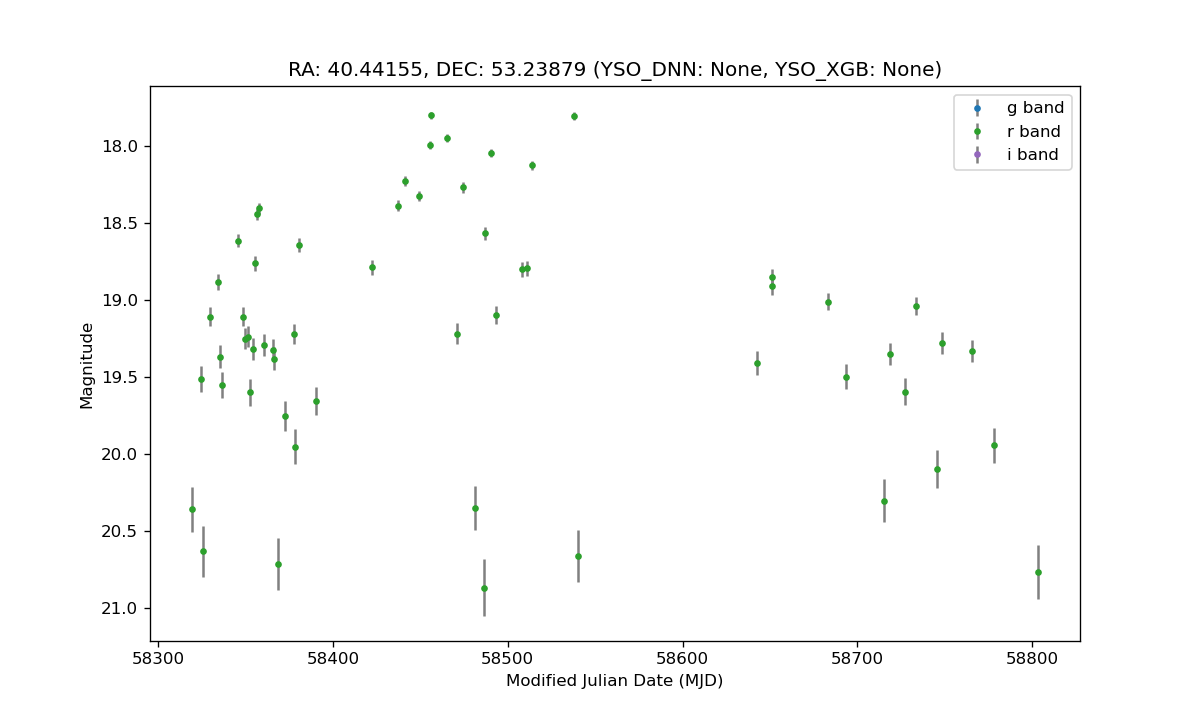 RA: 40.44155, DEC: 53.23879 (YSO_DNN: None, YSO_XGB: None)
g band
r band
i band
18.0
18.5
19.0
19.5
20.0
20.5
21.0
Magnitude
58300 58400 58500 58600 58700 58800
Modified Julian Date (MJD)